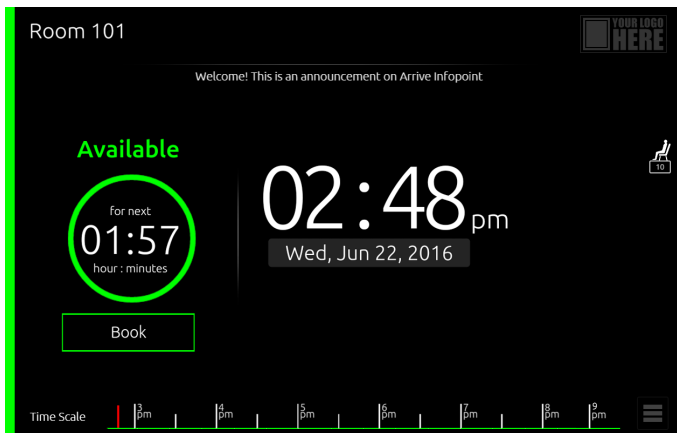 Room 101
YOUR LOGO
HERE
Welcome! This is an announcement on Arrive Infopoint
Available
for next
01:57
hour : minutes
Book
02:48 pm
Wed, Jun 22, 2016
10
Time Scale
3 pm
4 pm
5 pm
6 pm
7 pm
8 pm
9 pm